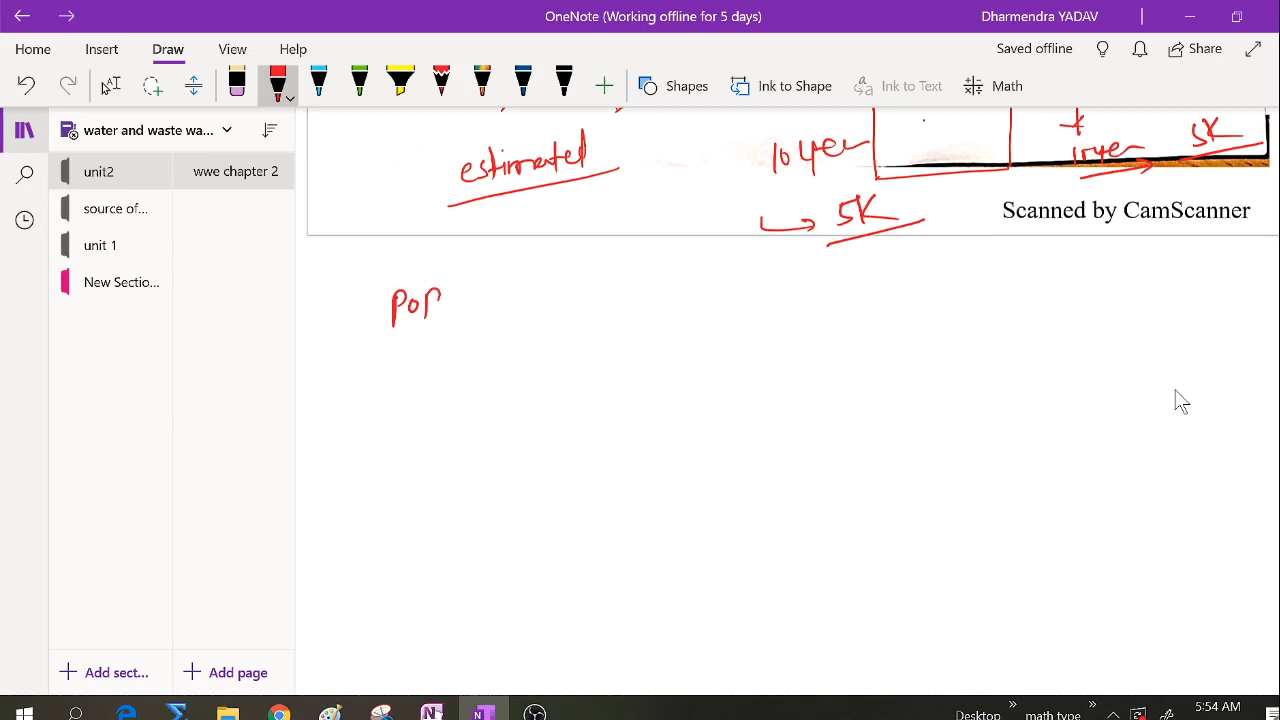 OneNote (Working offline for 5 days)
Dharmendra YADAV
Home Insert Draw View Help
Saved offline
Share
Shapes
Ink to Shape
Ink to Text
Math
water and waste wa...
unit2
wwe chapter 2
source of...
unit 1
New Sectio...
estimated
10 year
5K
5K
Scanned by CamScanner
pop
Add sect...
Add page
Desktop
math type
5:54 AM